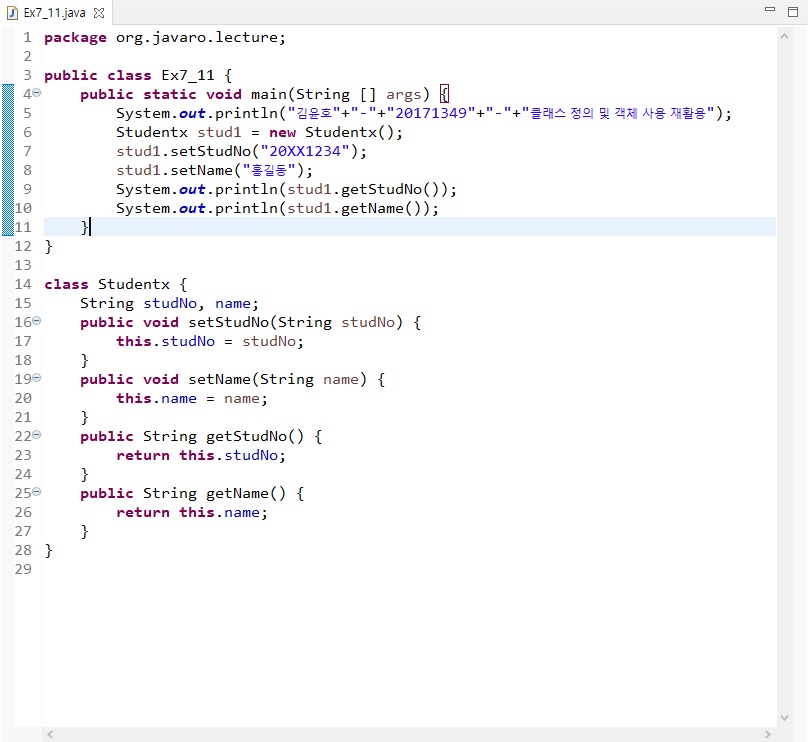 Ex7_11.java
1 package org.javaro.lecture;
2
3 public class Ex7_11 {
4 public static void main(String [] args) {
5 System.out.println("김윤호"+"-"+"20171349"+"-"+"클래스 정의 및 객체 사용 재활용");
6 Studentx stud1 = new Studentx();
7 stud1.setStudNo("20XX1234");
8 stud1.setName("홍길동");
9 System.out.println(stud1.getStudNo());
10 System.out.println(stud1.getName());
11 }
12 }
13
14 class Studentx {
15 String studNo, name;
16 public void setStudNo(String studNo) {
17 this.studNo = studNo;
18 }
19 public void setName(String name) {
20 this.name = name;
21 }
22 public String getStudNo() {
23 return this.studNo;
24 }
25 public String getName() {
26 return this.name;
27 }
28 }
29